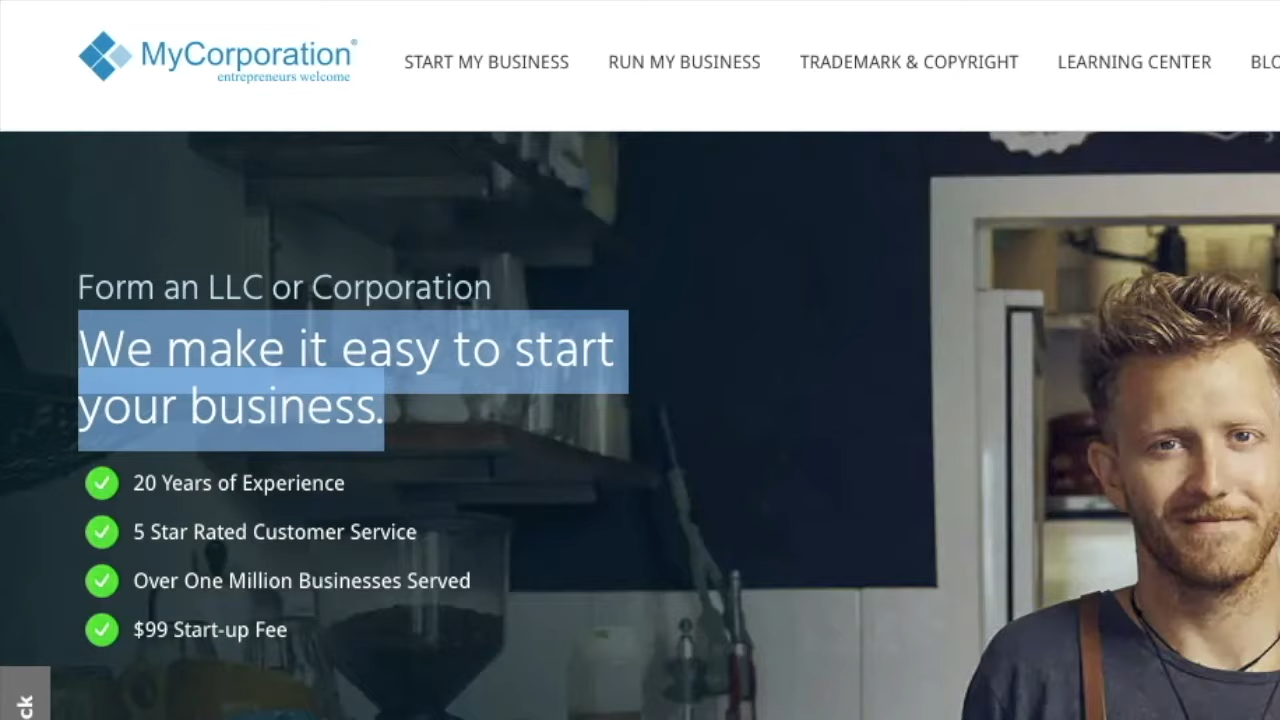 MyCorporation®
entrepreneurs welcome
START MY BUSINESS RUN MY BUSINESS TRADEMARK & COPYRIGHT LEARNING CENTER
Form an LLC or Corporation
We make it easy to start
your business.
20 Years of Experience
5 Star Rated Customer Service
Over One Million Businesses Served
$99 Start-up Fee